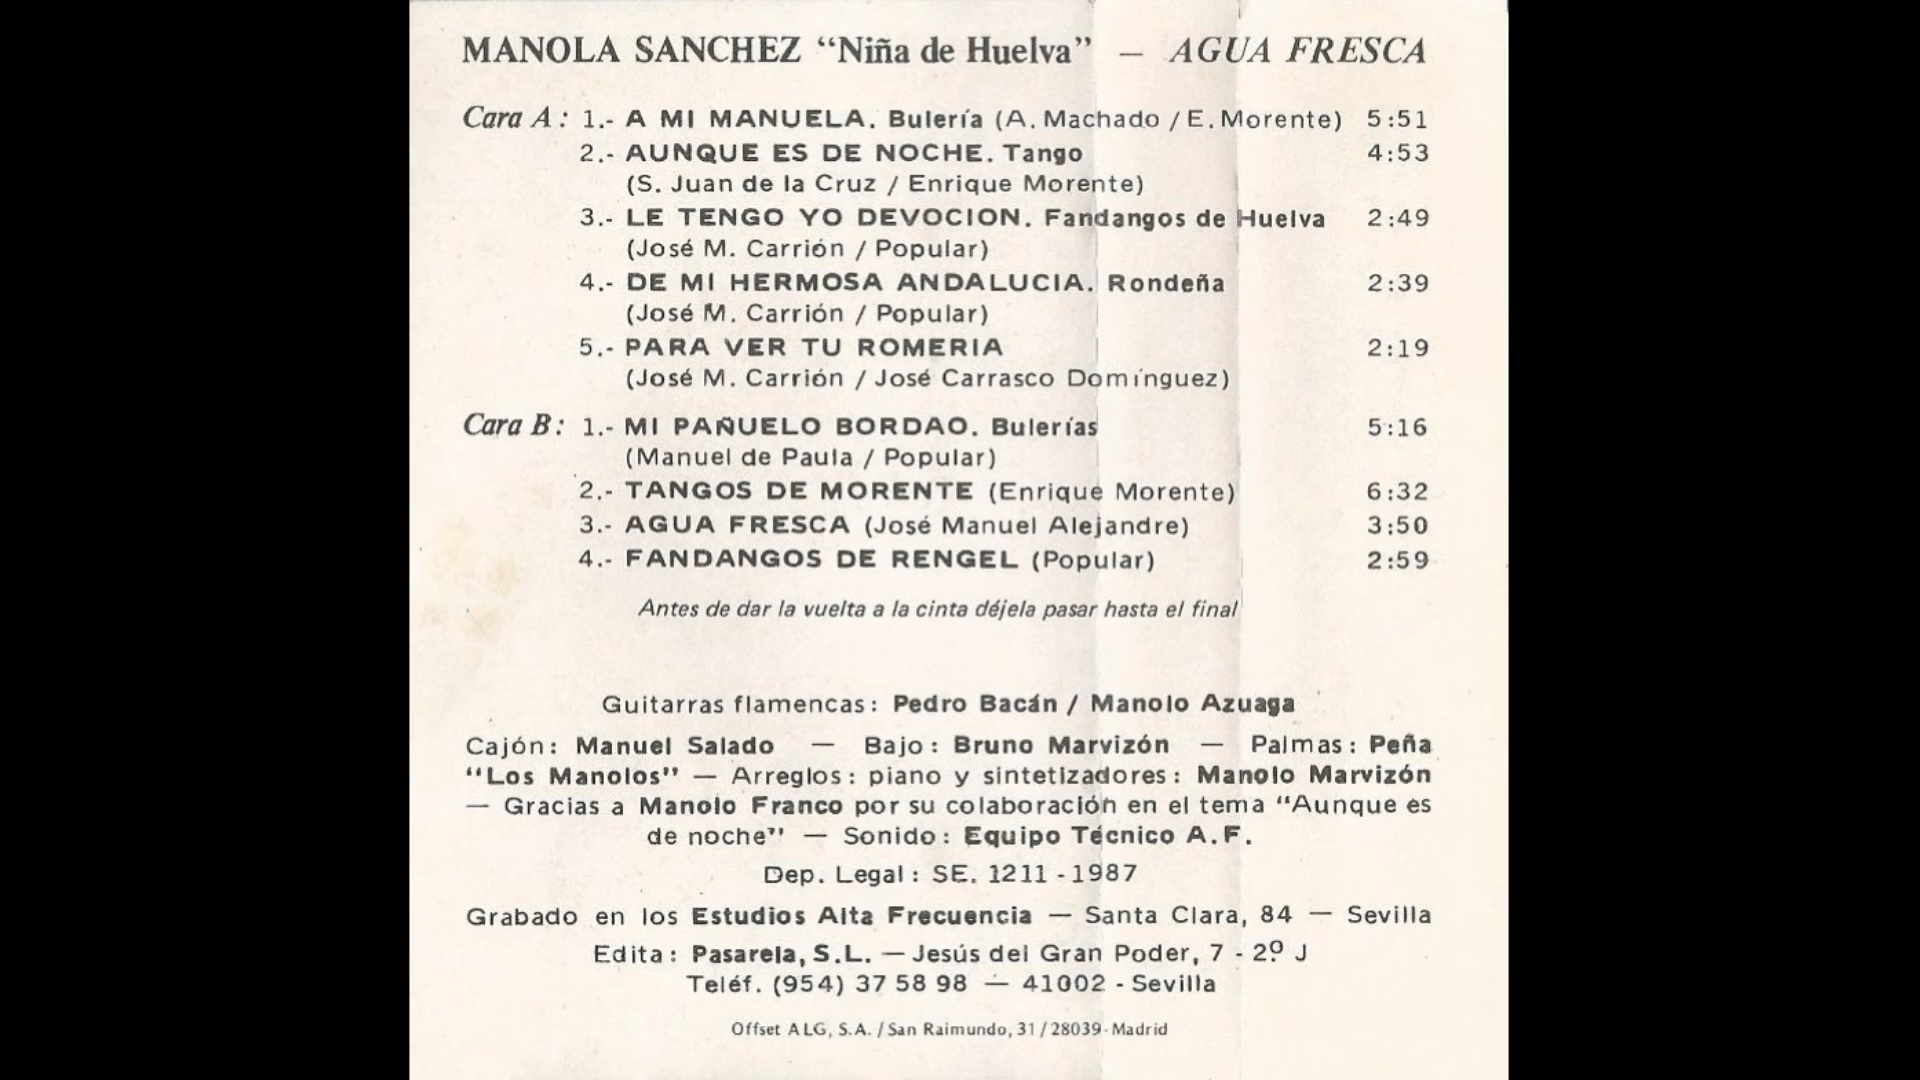 MANOLA SANCHEZ “Niña de Huelva” — AGUA FRESCA
Cara A: 1.- A MI MANUELA. Bulería (A. Machado / E. Morente) 5:51
2.- AUNQUE ES DE NOCHE. Tango 4:53
(S. Juan de la Cruz / Enrique Morente)
3.- LE TENGO YO DEVOCION. Fandangos de Huelva 2:49
(José M. Carrión / Popular)
4.- DE MI HERMOSA ANDALUCIA. Rondeña 2:39
(José M. Carrión / Popular)
5.- PARA VER TU ROMERIA 2:19
(José M. Carrión / José Carrasco Domínguez)
Cara B: 1.- MI PAÑUELO BORDAO. Bulerías 5:16
(Manuel de Paula / Popular)
2.- TANGOS DE MORENTE (Enrique Morente) 6:32
3.- AGUA FRESCA (José Manuel Alejandre) 3:50
4.- FANDANGOS DE RENGEL (Popular) 2:59
Antes de dar la vuelta a la cinta déjela pasar hasta el final
Guitarras flamencas: Pedro Bacán / Manolo Azuaga
Cajón: Manuel Salado — Bajo: Bruno Marvizón — Palmas: Peña
“Los Manolos” — Arreglos: piano y sintetizadores: Manolo Marvizón
— Gracias a Manolo Franco por su colaboración en el tema “Aunque es
de noche” — Sonido: Equipo Técnico A.F.
Dep. Legal: SE. 1211 - 1987
Grabado en los Estudios Alta Frecuencia — Santa Clara, 84 — Sevilla
Edita: Pasarela, S.L. — Jesús del Gran Poder, 7 - 2º J
Teléf. (954) 37 58 98 — 41002 - Sevilla
Offset ALG, S.A. / San Raimundo, 31 / 28039 - Madrid